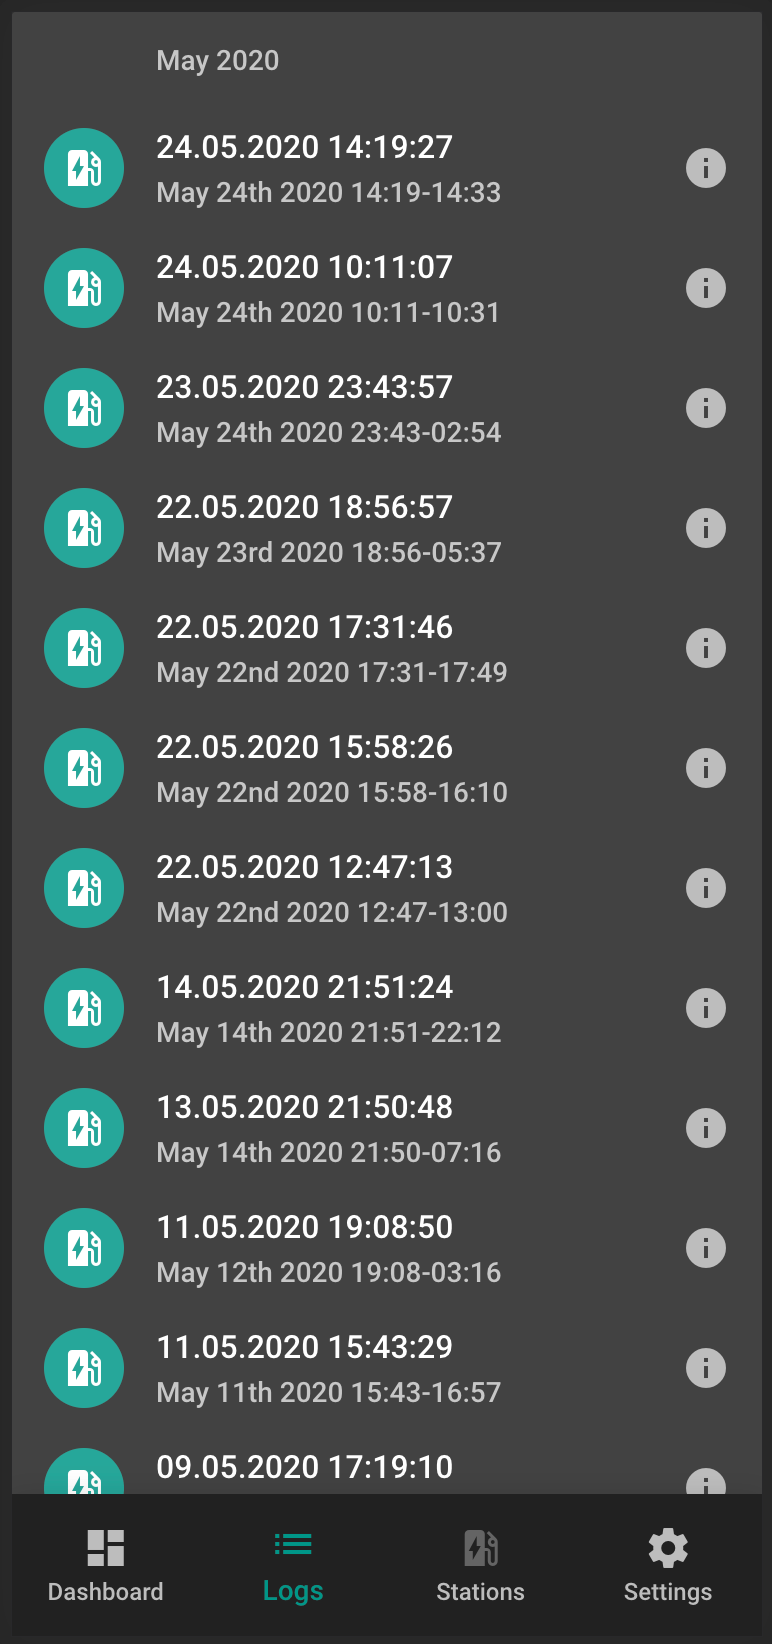 May 2020
24.05.2020 14:19:27
May 24th 2020 14:19-14:33
24.05.2020 10:11:07
May 24th 2020 10:11-10:31
23.05.2020 23:43:57
May 24th 2020 23:43-02:54
22.05.2020 18:56:57
May 23rd 2020 18:56-05:37
22.05.2020 17:31:46
May 22nd 2020 17:31-17:49
22.05.2020 15:58:26
May 22nd 2020 15:58-16:10
22.05.2020 12:47:13
May 22nd 2020 12:47-13:00
14.05.2020 21:51:24
May 14th 2020 21:51-22:12
13.05.2020 21:50:48
May 14th 2020 21:50-07:16
11.05.2020 19:08:50
May 12th 2020 19:08-03:16
11.05.2020 15:43:29
May 11th 2020 15:43-16:57
09.05.2020 17:19:10
Dashboard Logs Stations Settings